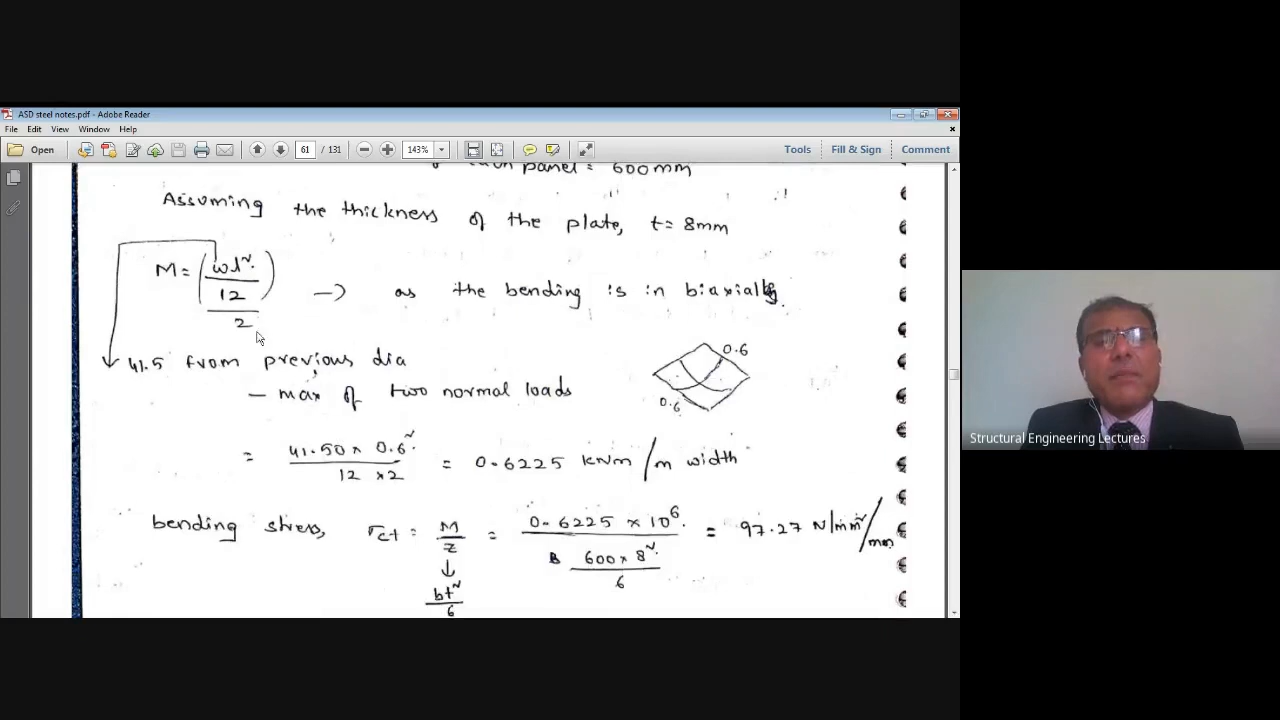 ASD steel notes.pdf - Adobe Reader
File Edit View Window Help
Open 61 / 131 143% Tools Fill & Sign Comment
panel = 600mm
Assuming the thickness of the plate, t = 8mm
M = (wl²/12 / 2) → as the bending is in biaxially
41.5 from previous dia
— max of two normal loads
0.6
0.6
= 41.50 × 0.6² / 12 × 2 = 0.6225 kNm/m width
bending stress, σct = M/z = 0.6225 × 10⁶ / 600 × 8² / 6 = 97.27 N/mm²/mm
bt²/6
Structural Engineering Lectures